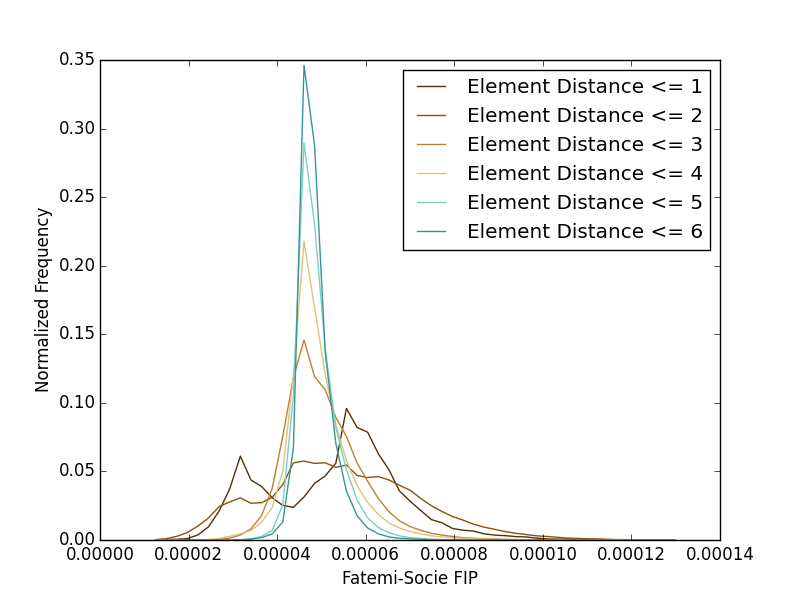 0.35
0.30
0.25
0.20
0.15
0.10
0.05
0.00
Normalized Frequency
Element Distance <= 1
Element Distance <= 2
Element Distance <= 3
Element Distance <= 4
Element Distance <= 5
Element Distance <= 6
0.00000 0.00002 0.00004 0.00006 0.00008 0.00010 0.00012 0.00014
Fatemi-Socie FIP